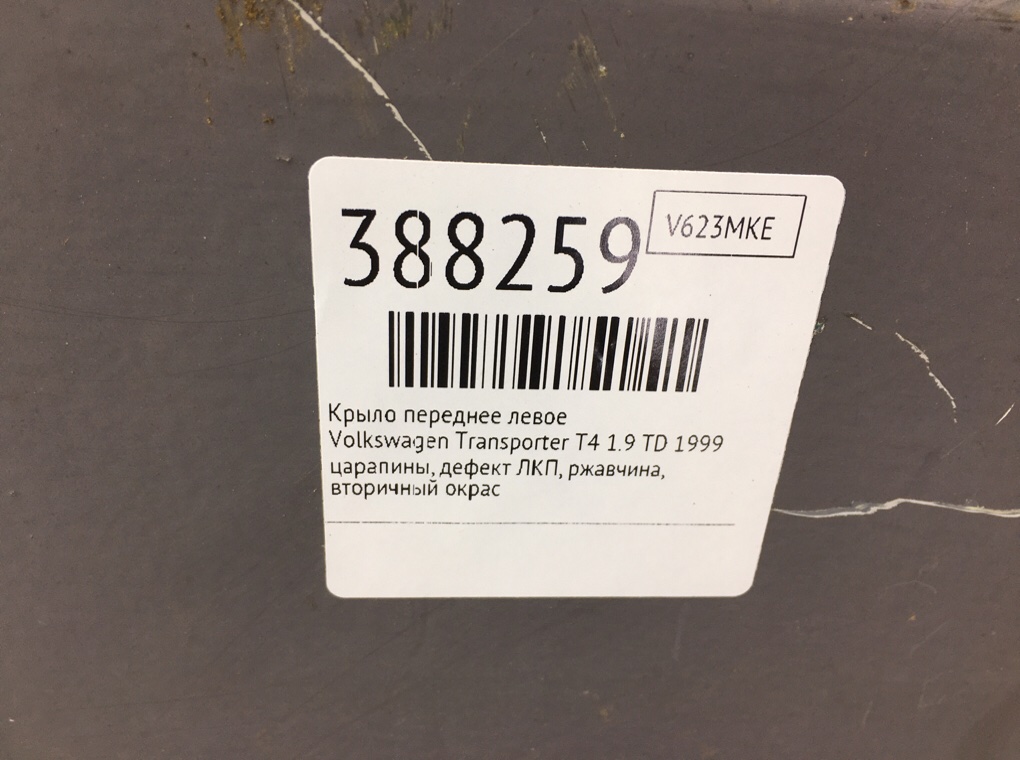 388259
V623MKE
Крыло переднее левое
Volkswagen Transporter T4 1.9 TD 1999
царапины, дефект ЛКП, ржавчина,
вторичный окрас